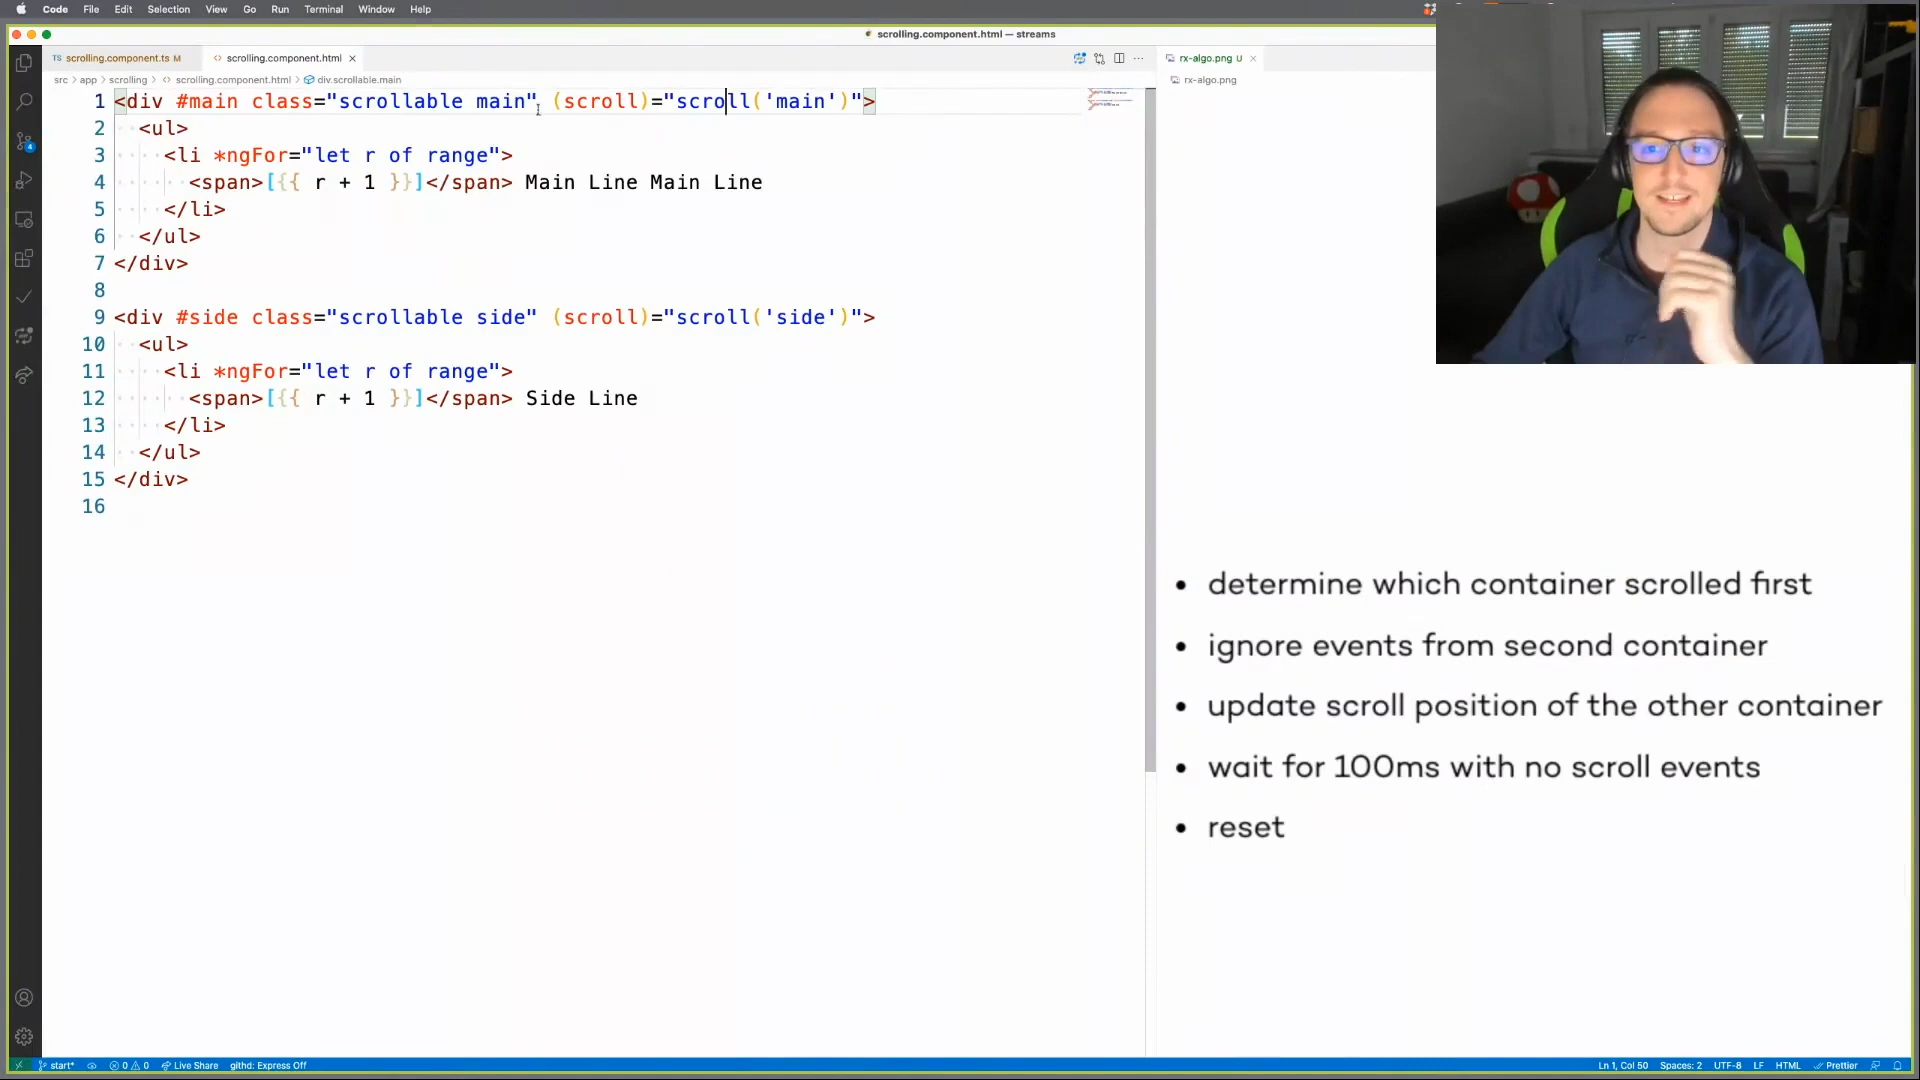 Code File Edit Selection View Go Run Terminal Window Help
scrolling.component.html — streams
TS scrolling.component.ts M
<> scrolling.component.html
rx-algo.png U
src > app > scrolling > <> scrolling.component.html > div.scrollable.main
rx-algo.png
1 <div #main class="scrollable main" (scroll)="scroll('main')">
2 <ul>
3 <li *ngFor="let r of range">
4 <span>[{{ r + 1 }}]</span> Main Line Main Line
5 </li>
6 </ul>
7 </div>
8
9 <div #side class="scrollable side" (scroll)="scroll('side')">
10 <ul>
11 <li *ngFor="let r of range">
12 <span>[{{ r + 1 }}]</span> Side Line
13 </li>
14 </ul>
15 </div>
16
• determine which container scrolled first
• ignore events from second container
• update scroll position of the other container
• wait for 100ms with no scroll events
• reset
4
start* 0 0 Live Share githd: Express Off
Ln 1, Col 50 Spaces: 2 UTF-8 LF HTML Prettier